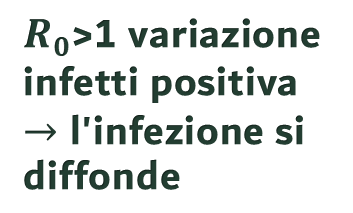 R₀>1 variazione
infetti positiva
→ l'infezione si
diffonde